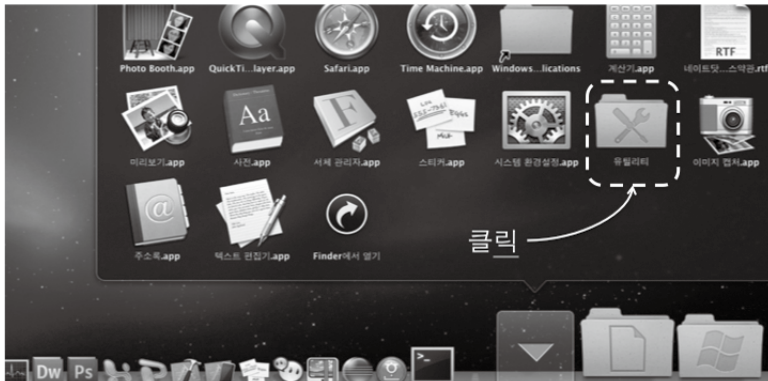 Photo Booth.app QuickTi...layer.app Safari.app Time Machine.app Windows...lications 계산기.app 네이트닷...스약관.rtf
RTF
Aa
F
미리보기.app 사전.app 서체 관리자.app 스티커.app 시스템 환경설정.app 유틸리티 이미지 캡처.app
@
클릭
주소록.app 텍스트 편집기.app Finder에서 열기
Dw Ps >_